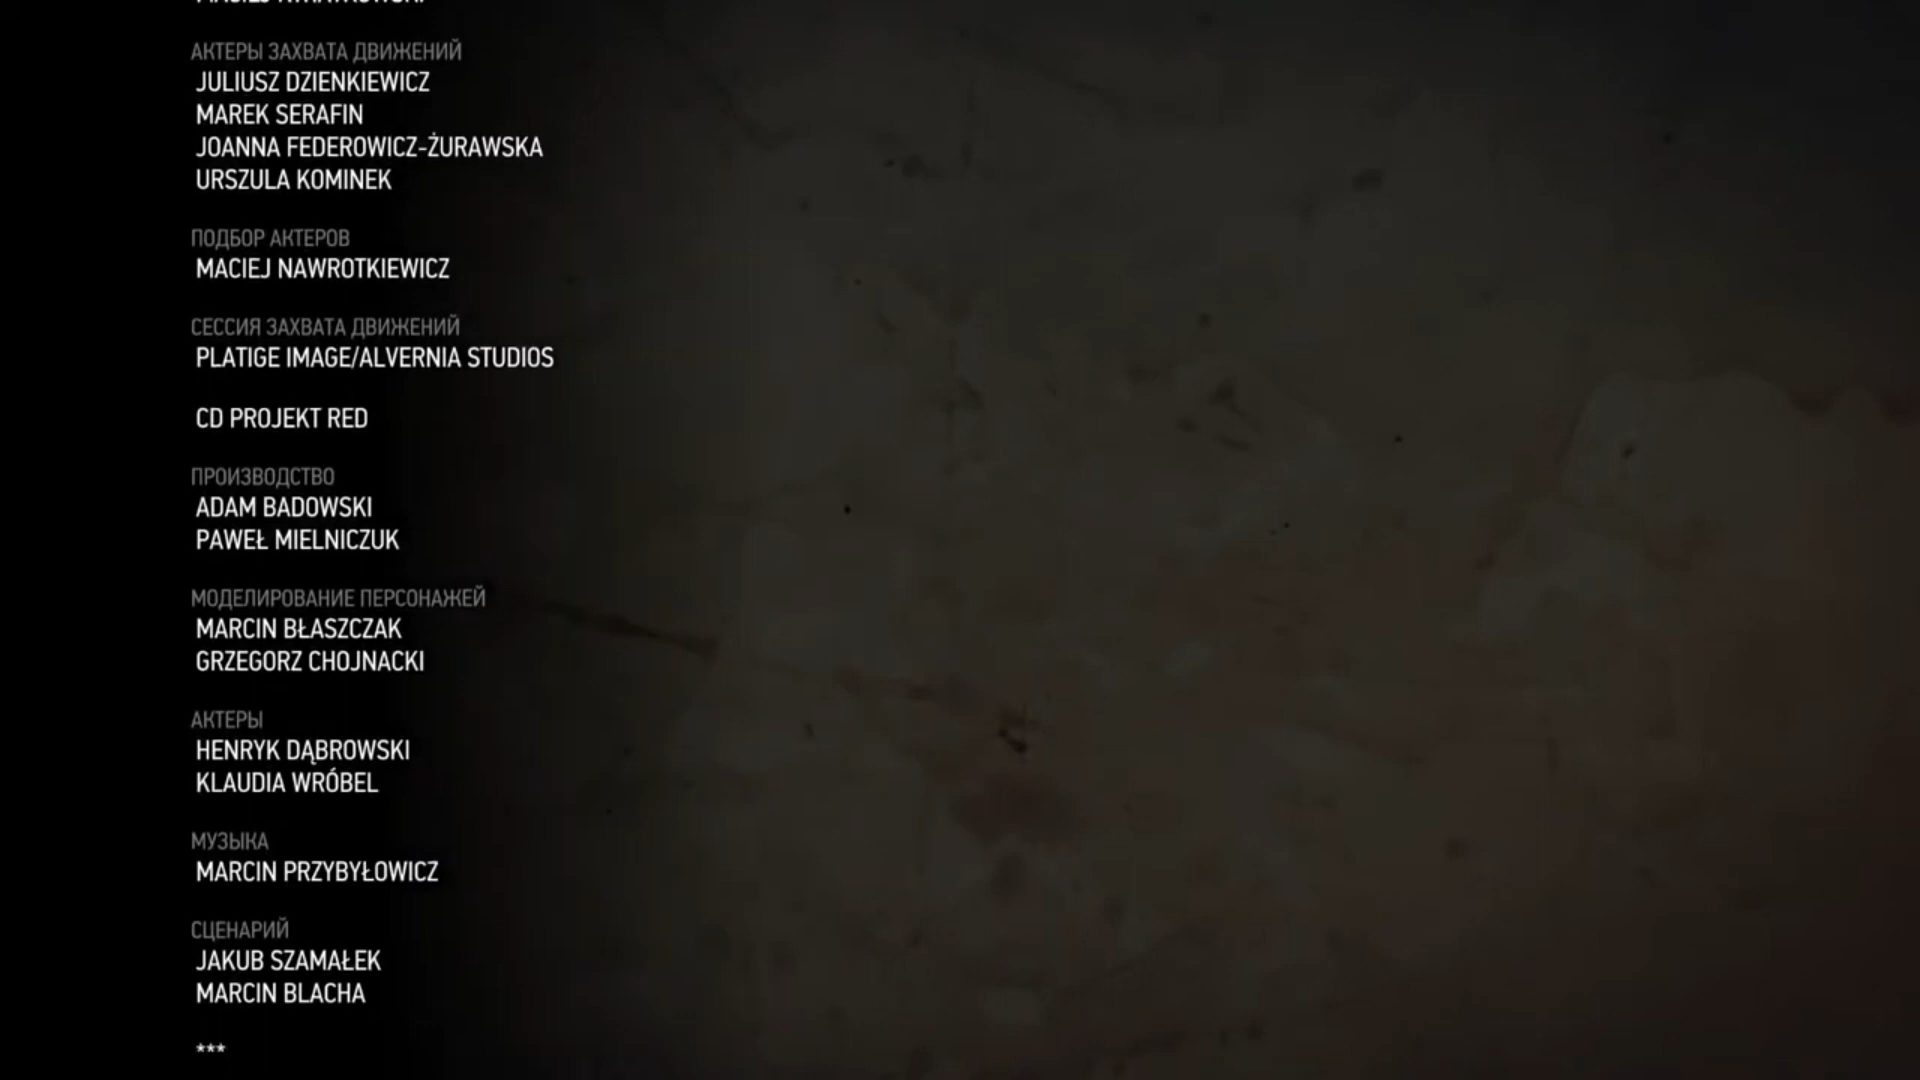 АКТЕРЫ ЗАХВАТА ДВИЖЕНИЙ
JULIUSZ DZIENKIEWICZ
MAREK SERAFIN
JOANNA FEDEROWICZ-ŻURAWSKA
URSZULA KOMINEK
ПОДБОР АКТЕРОВ
MACIEJ NAWROTKIEWICZ
СЕССИЯ ЗАХВАТА ДВИЖЕНИЙ
PLATIGE IMAGE/ALVERNIA STUDIOS
CD PROJEKT RED
ПРОИЗВОДСТВО
ADAM BADOWSKI
PAWEŁ MIELNICZUK
МОДЕЛИРОВАНИЕ ПЕРСОНАЖЕЙ
MARCIN BŁASZCZAK
GRZEGORZ CHOJNACKI
АКТЕРЫ
HENRYK DĄBROWSKI
KLAUDIA WRÓBEL
МУЗЫКА
MARCIN PRZYBYŁOWICZ
СЦЕНАРИЙ
JAKUB SZAMAŁEK
MARCIN BLACHA
***